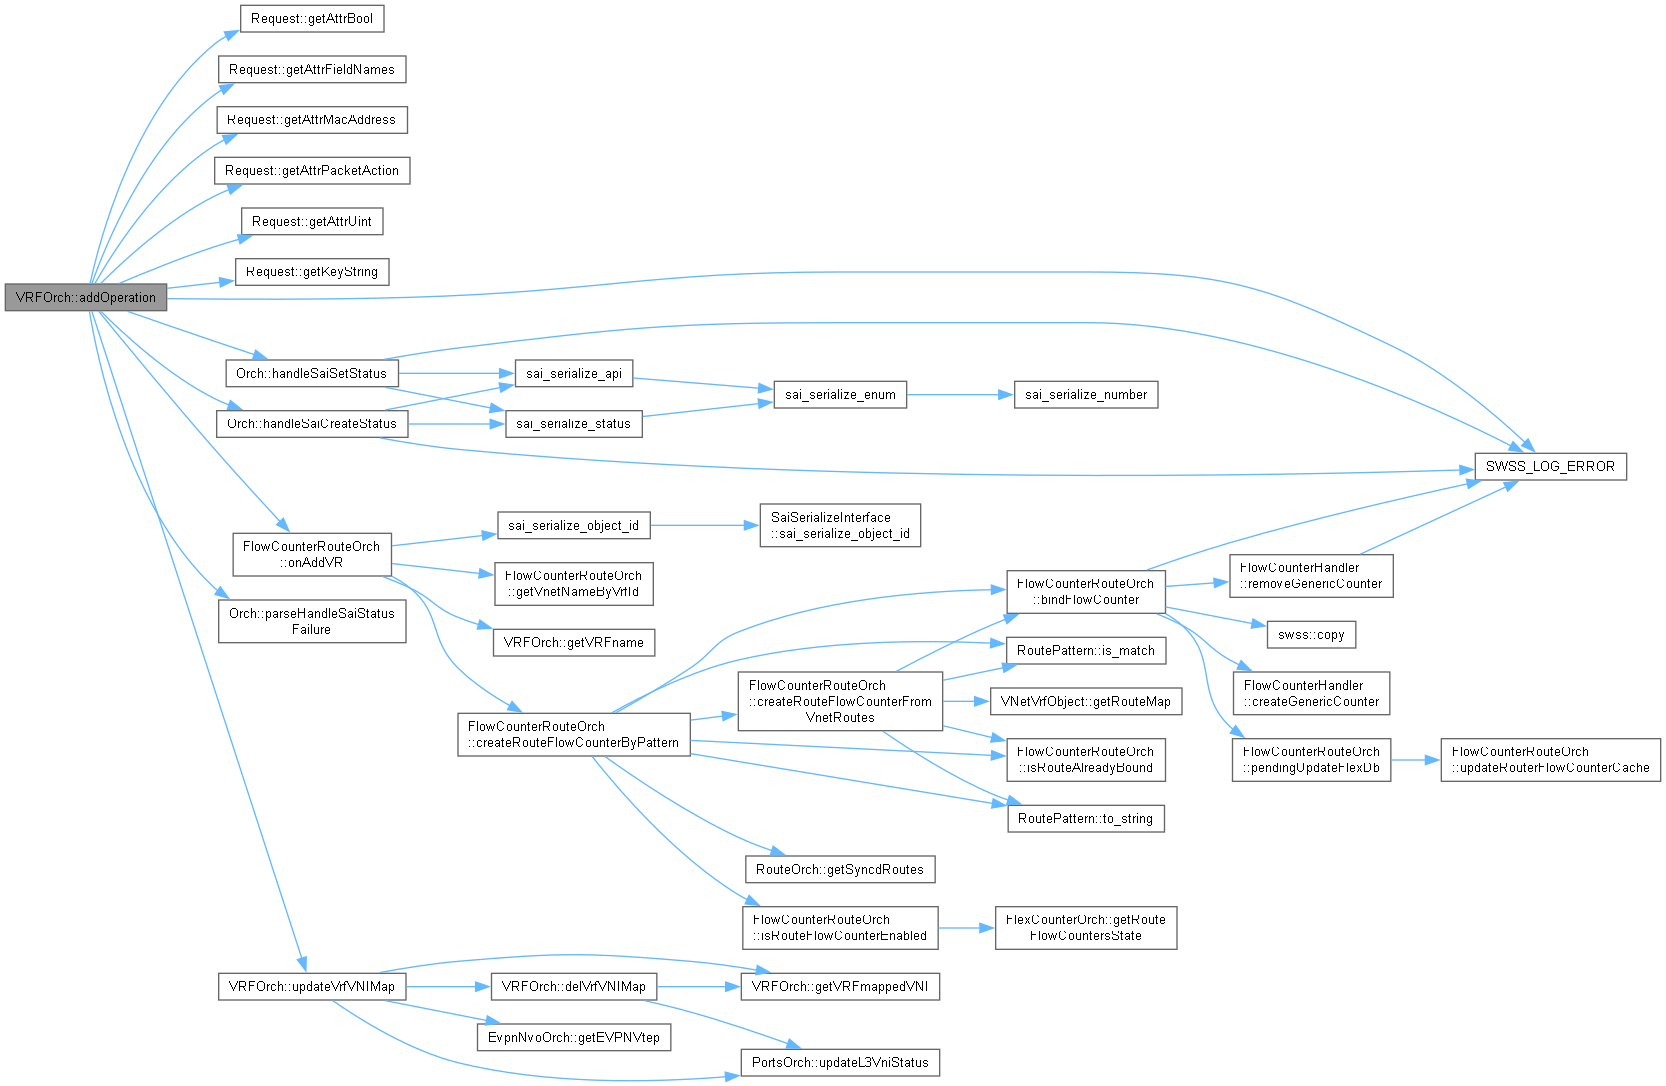 Request::getAttrBool
Request::getAttrFieldNames
Request::getAttrMacAddress
Request::getAttrPacketAction
Request::getAttrUint
Request::getKeyString
VRFOrch::addOperation
Orch::handleSaiSetStatus
Orch::handleSaiCreateStatus
sai_serialize_api
sai_serialize_status
sai_serialize_enum
sai_serialize_number
SWSS_LOG_ERROR
FlowCounterRouteOrch
::onAddVR
Orch::parseHandleSaiStatus
Failure
sai_serialize_object_id
SaiSerializeInterface
::sai_serialize_object_id
FlowCounterRouteOrch
::getVnetNameByVrfId
VRFOrch::getVRFname
FlowCounterRouteOrch
::createRouteFlowCounterByPattern
FlowCounterRouteOrch
::createRouteFlowCounterFrom
VnetRoutes
FlowCounterRouteOrch
::bindFlowCounter
RoutePattern::is_match
VNetVrfObject::getRouteMap
FlowCounterRouteOrch
::isRouteAlreadyBound
RoutePattern::to_string
FlowCounterHandler
::removeGenericCounter
swss::copy
FlowCounterHandler
::createGenericCounter
FlowCounterRouteOrch
::pendingUpdateFlexDb
FlowCounterRouteOrch
::updateRouterFlowCounterCache
RouteOrch::getSyncdRoutes
FlowCounterRouteOrch
::isRouteFlowCounterEnabled
FlexCounterOrch::getRoute
FlowCountersState
VRFOrch::updateVrfVNIMap
VRFOrch::delVrfVNIMap
VRFOrch::getVRFmappedVNI
EvpnNvoOrch::getEVPNVtep
PortsOrch::updateL3VniStatus